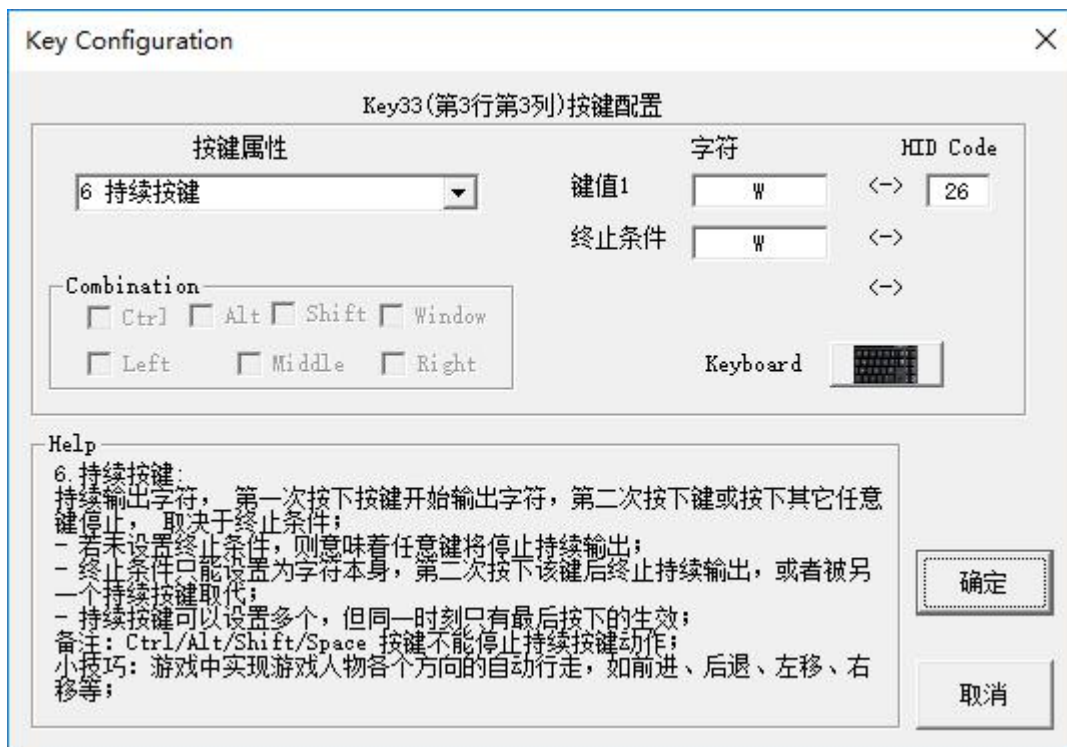 Key Configuration
Key33(第3行第3列)按键配置
按键属性
字符
HID Code
6 持续按键
键值1
W
<->
26
终止条件
W
<->
<->
Combination
Ctrl
Alt
Shift
Window
Left
Middle
Right
Keyboard
Help
6.持续按键:
持续输出字符, 第一次按下按键开始输出字符,第二次按下键或按下其它任意
键停止, 取决于终止条件;
- 若未设置终止条件,则意味着任意键将停止持续输出;
- 终止条件只能设置为字符本身,第二次按下该键后终止持续输出,或者被另
一个持续按键取代;
- 持续按键可以设置多个,但同一时刻只有最后按下的生效;
备注: Ctrl/Alt/Shift/Space 按键不能停止持续按键动作;
小技巧: 游戏中实现游戏人物各个方向的自动行走,如前进、后退、左移、右
移等;
确定
取消